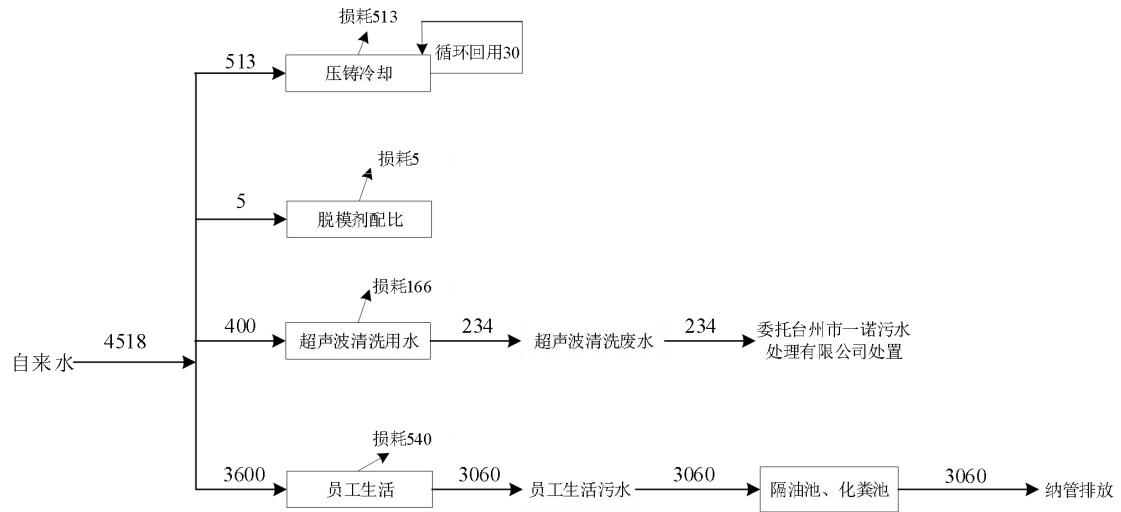 损耗513
循环回用30
513
压铸冷却
损耗5
5
脱模剂配比
损耗166
400
超声波清洗用水
234
超声波清洗废水
234
委托台州市一诺污水
处理有限公司处置
4518
自来水
损耗540
3600
员工生活
3060
员工生活污水
3060
隔油池、化粪池
3060
纳管排放